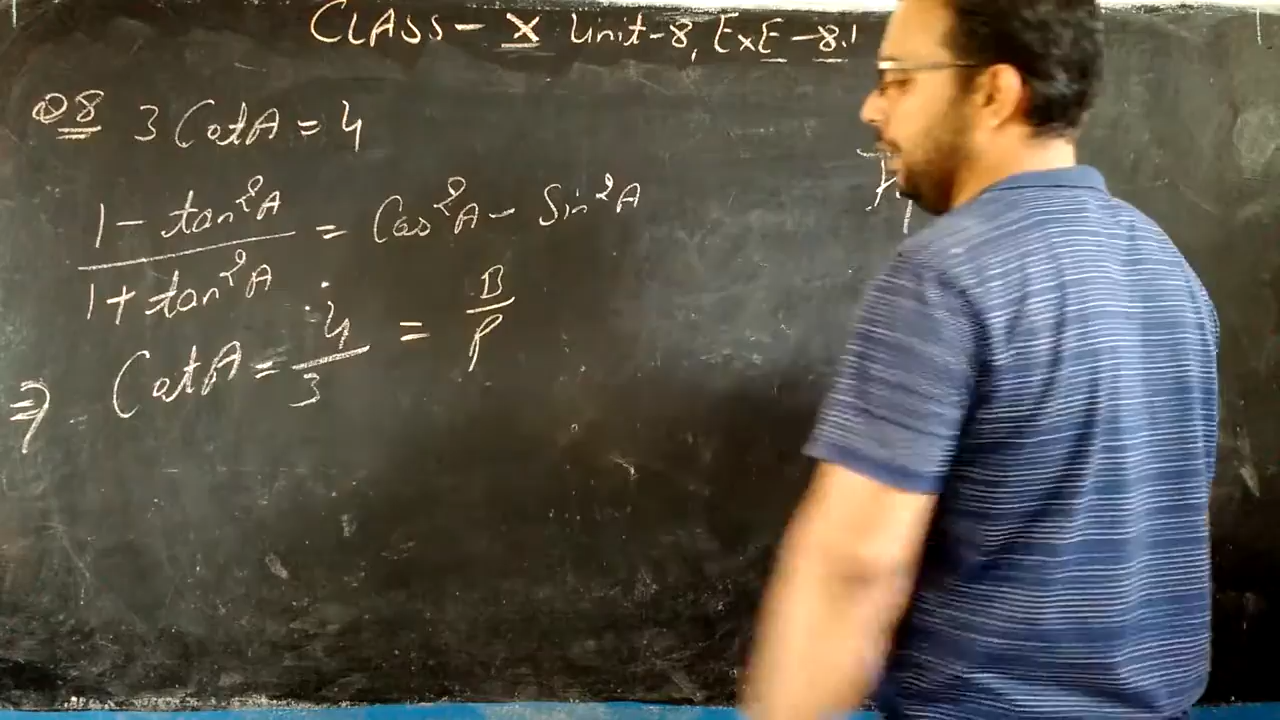 CLASS - X Unit-8, ExE-8.1
Q8 3 CotA = 4
1 - tan²A / 1 + tan²A = Cos²A - Sin²A
⇒ CotA = 4/3 = B/P